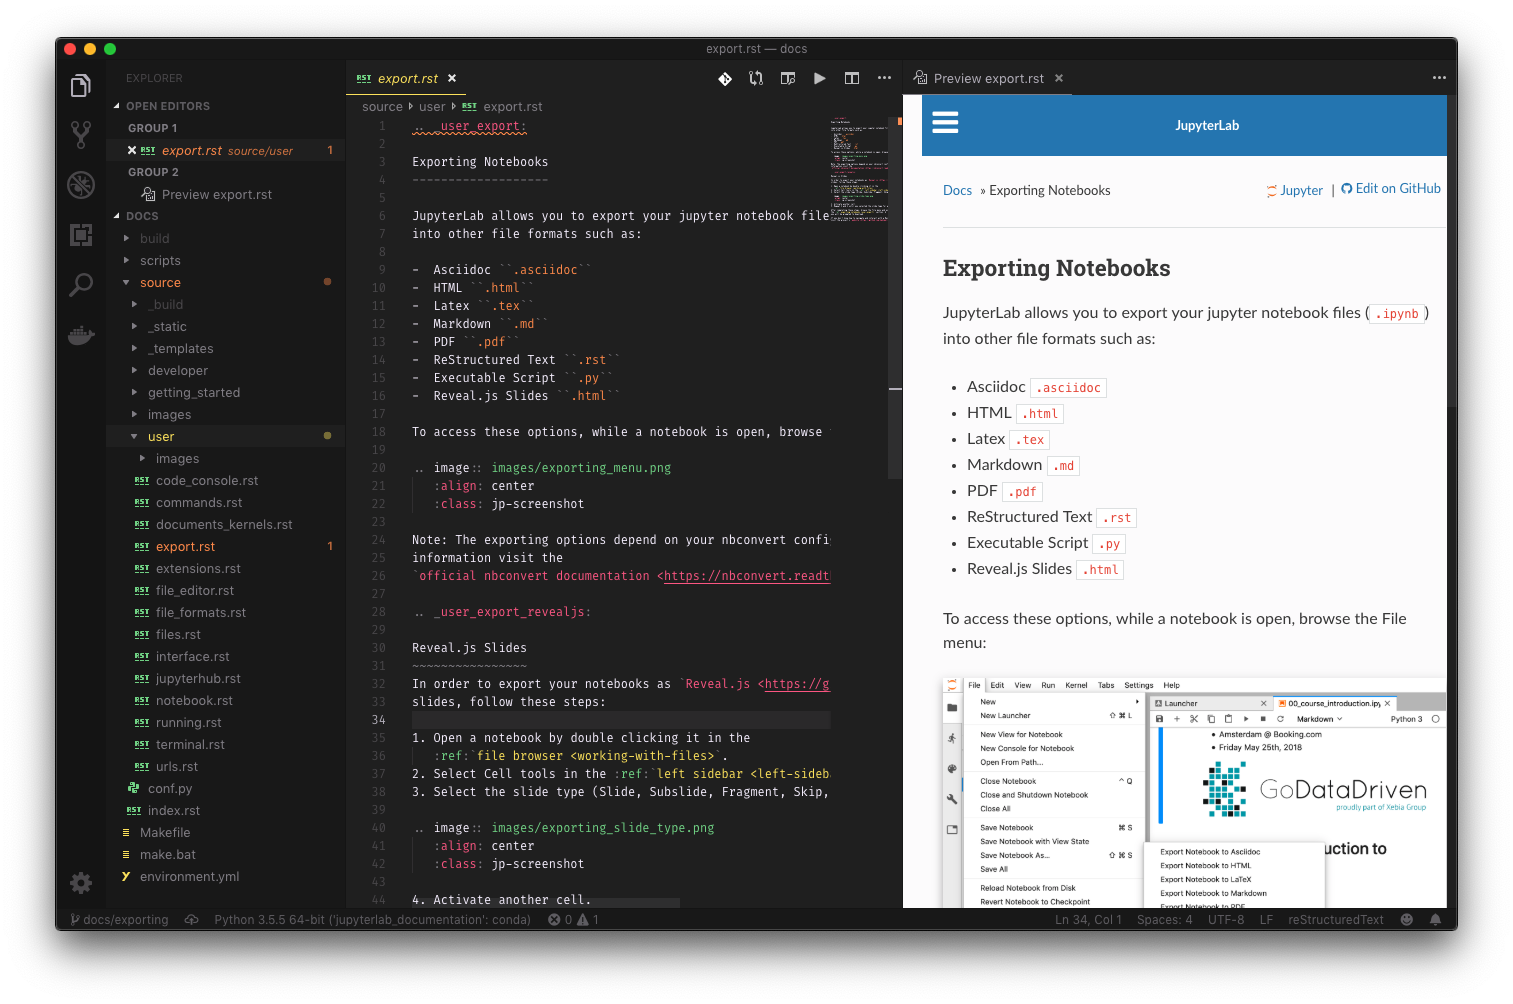 export.rst — docs
EXPLORER
OPEN EDITORS
GROUP 1
RST export.rst source/user 1
GROUP 2
Preview export.rst
DOCS
build
scripts
source
_build
_static
_templates
developer
getting_started
images
user
images
RST code_console.rst
RST commands.rst
RST documents_kernels.rst
RST export.rst 1
RST extensions.rst
RST file_editor.rst
RST file_formats.rst
RST files.rst
RST interface.rst
RST jupyterhub.rst
RST notebook.rst
RST running.rst
RST terminal.rst
RST urls.rst
conf.py
RST index.rst
Makefile
make.bat
environment.yml
RST export.rst
source user RST export.rst
1 .. _user_export:
2
3 Exporting Notebooks
4 -------------------
5
6 JupyterLab allows you to export your jupyter notebook file
7 into other file formats such as:
8
9 -  Asciidoc ``.asciidoc``
10 -  HTML ``.html``
11 -  Latex ``.tex``
12 -  Markdown ``.md``
13 -  PDF ``.pdf``
14 -  ReStructured Text ``.rst``
15 -  Executable Script ``.py``
16 -  Reveal.js Slides ``.html``
17
18 To access these options, while a notebook is open, browse
19
20 .. image:: images/exporting_menu.png
21 :align: center
22 :class: jp-screenshot
23
24 Note: The exporting options depend on your nbconvert config
25 information visit the
26 `official nbconvert documentation <https://nbconvert.readth
27
28 .. _user_export_revealjs:
29
30 Reveal.js Slides
31 ~~~~~~~~~~~~~~~~
32 In order to export your notebooks as `Reveal.js <https://g
33 slides, follow these steps:
34
35 1. Open a notebook by double clicking it in the
36 :ref:`file browser <working-with-files>`.
37 2. Select Cell tools in the :ref:`left sidebar <left-sideba
38 3. Select the slide type (Slide, Subslide, Fragment, Skip,
39
40 .. image:: images/exporting_slide_type.png
41 :align: center
42 :class: jp-screenshot
43
44 4. Activate another cell.
Preview export.rst
JupyterLab
Docs » Exporting Notebooks
Jupyter | Edit on GitHub
Exporting Notebooks
JupyterLab allows you to export your jupyter notebook files ( .ipynb )
into other file formats such as:
• Asciidoc .asciidoc
• HTML .html
• Latex .tex
• Markdown .md
• PDF .pdf
• ReStructured Text .rst
• Executable Script .py
• Reveal.js Slides .html
To access these options, while a notebook is open, browse the File
menu:
File Edit View Run Kernel Tabs Settings Help
New
New Launcher ⇧ ⌘ L
New View for Notebook
New Console for Notebook
Open From Path...
Close Notebook ^ Q
Close and Shutdown Notebook
Close All
Save Notebook ⌘ S
Save Notebook with View State
Save Notebook As... ⇧ ⌘ S
Save All
Reload Notebook from Disk
Revert Notebook to Checkpoint
Launcher
00_course_introduction.ipy
Markdown
Python 3
• Amsterdam @ Booking.com
• Friday May 25th, 2018
GoDataDriven
proudly part of Xebia Group
uction to
Export Notebook to Asciidoc
Export Notebook to HTML
Export Notebook to LaTeX
Export Notebook to Markdown
Export Notebook to PDF
docs/exporting
Python 3.5.5 64-bit ('jupyterlab_documentation': conda)
0 1
Ln 34, Col 1
Spaces: 4
UTF-8
LF
reStructuredText